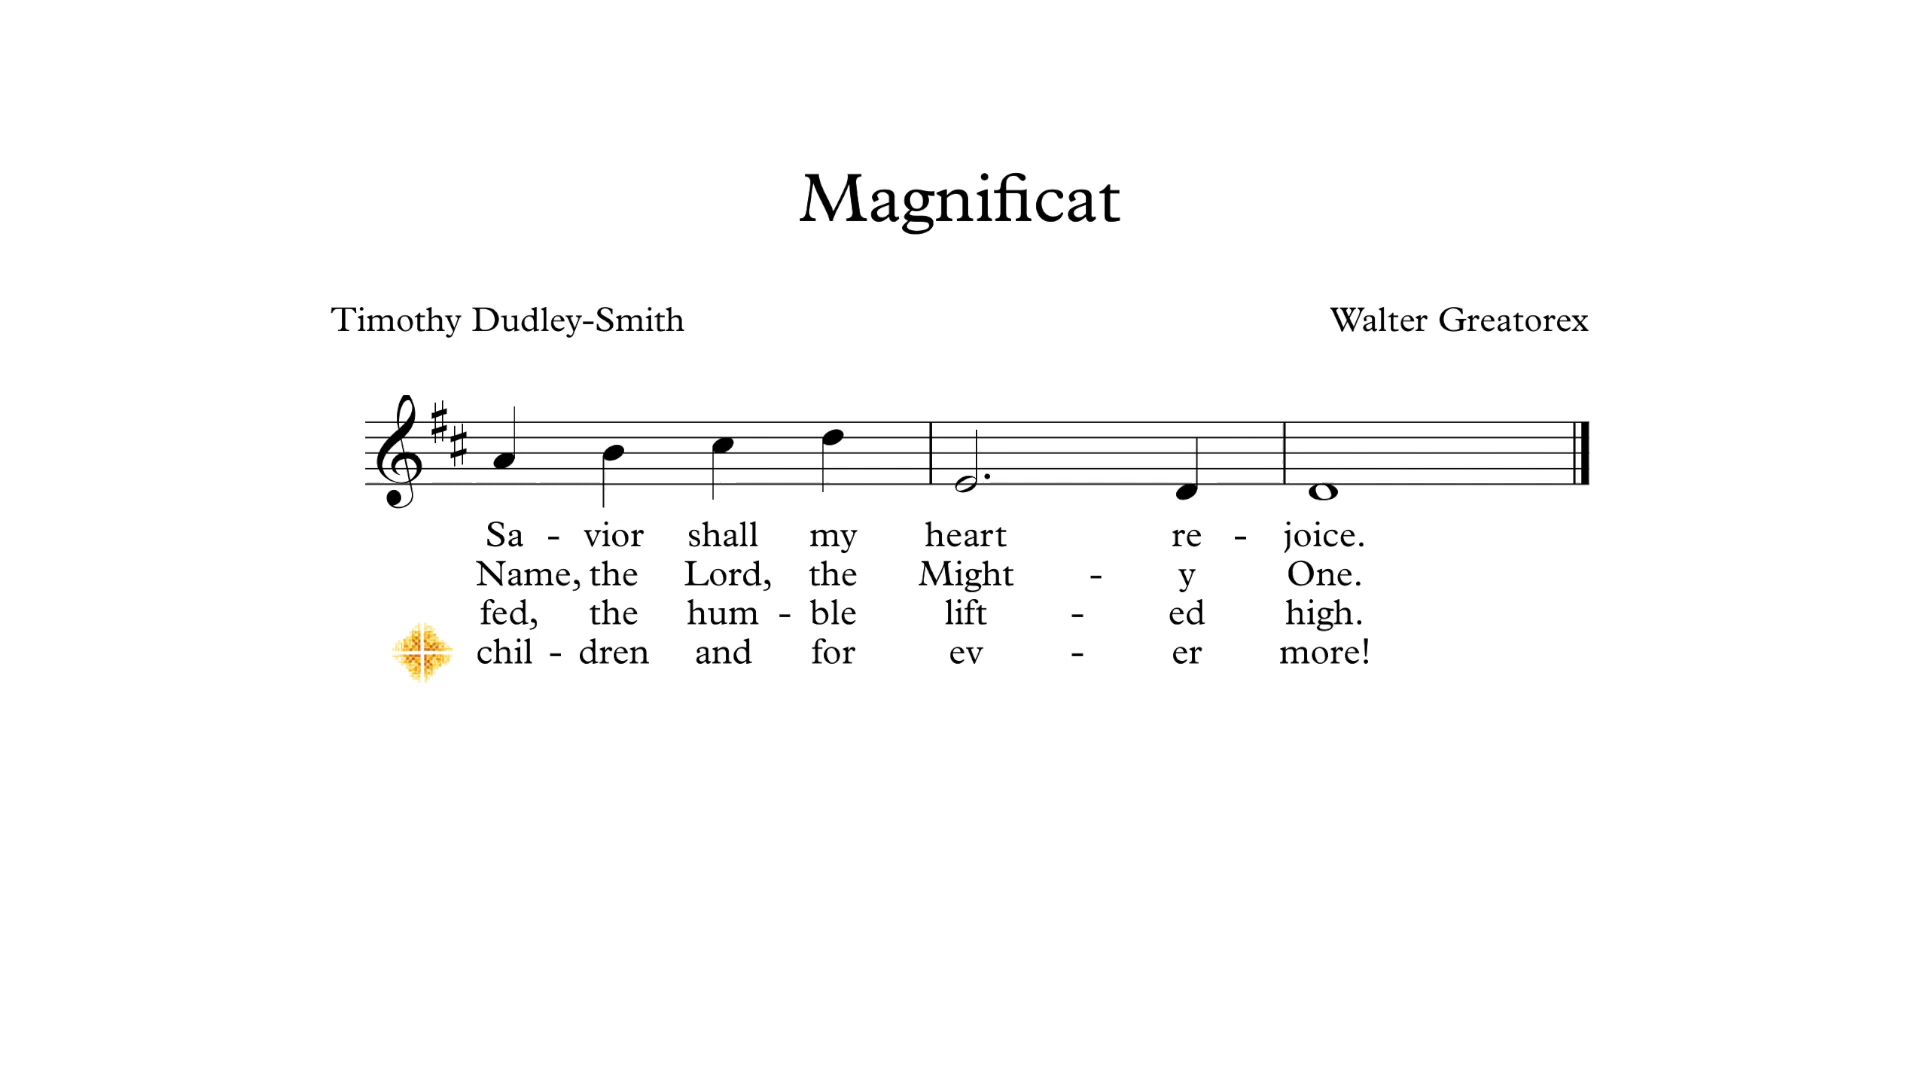 Magnificat
Timothy Dudley-Smith Walter Greatorex
Sa - vior shall my heart re - joice.
Name, the Lord, the Might - y One.
fed, the hum - ble lift - ed high.
chil - dren and for ev - er more!